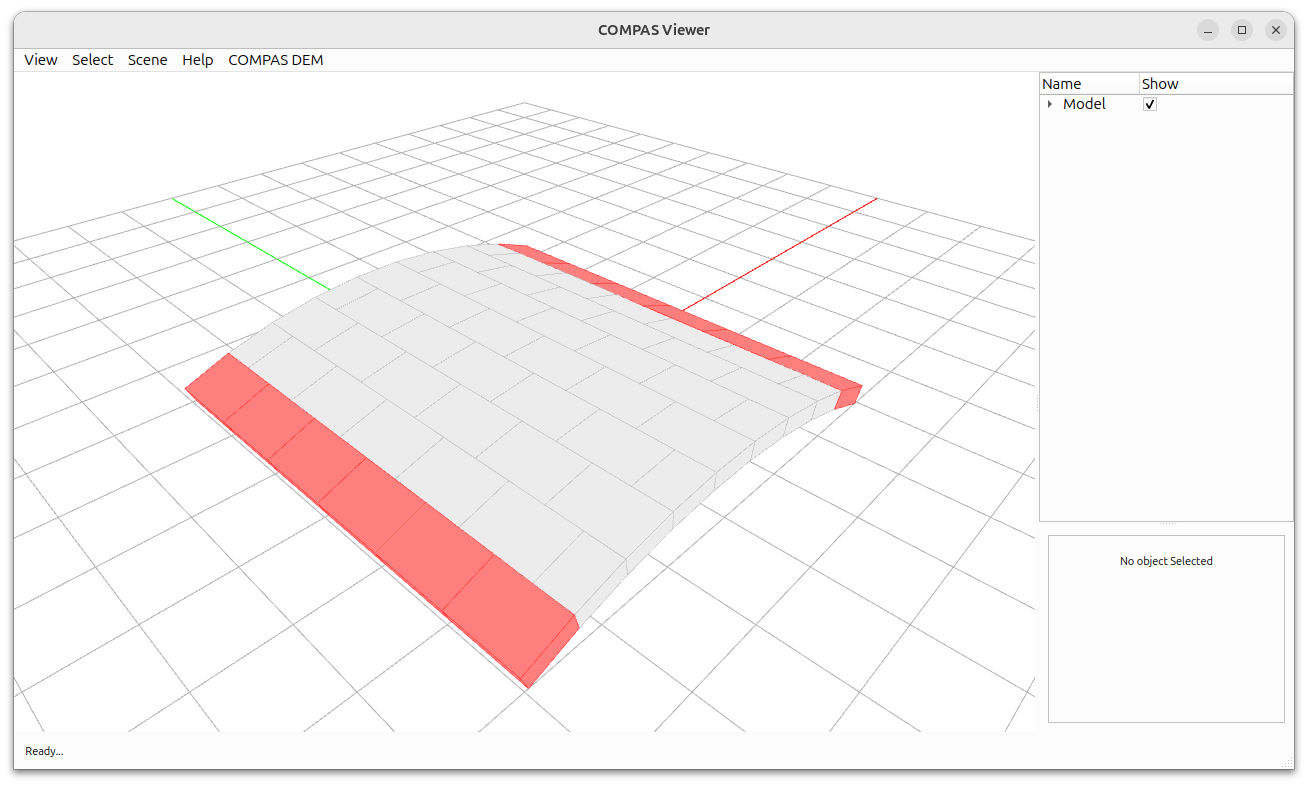 COMPAS Viewer
View Select Scene Help COMPAS DEM
Name Show
Model
No object Selected
Ready...